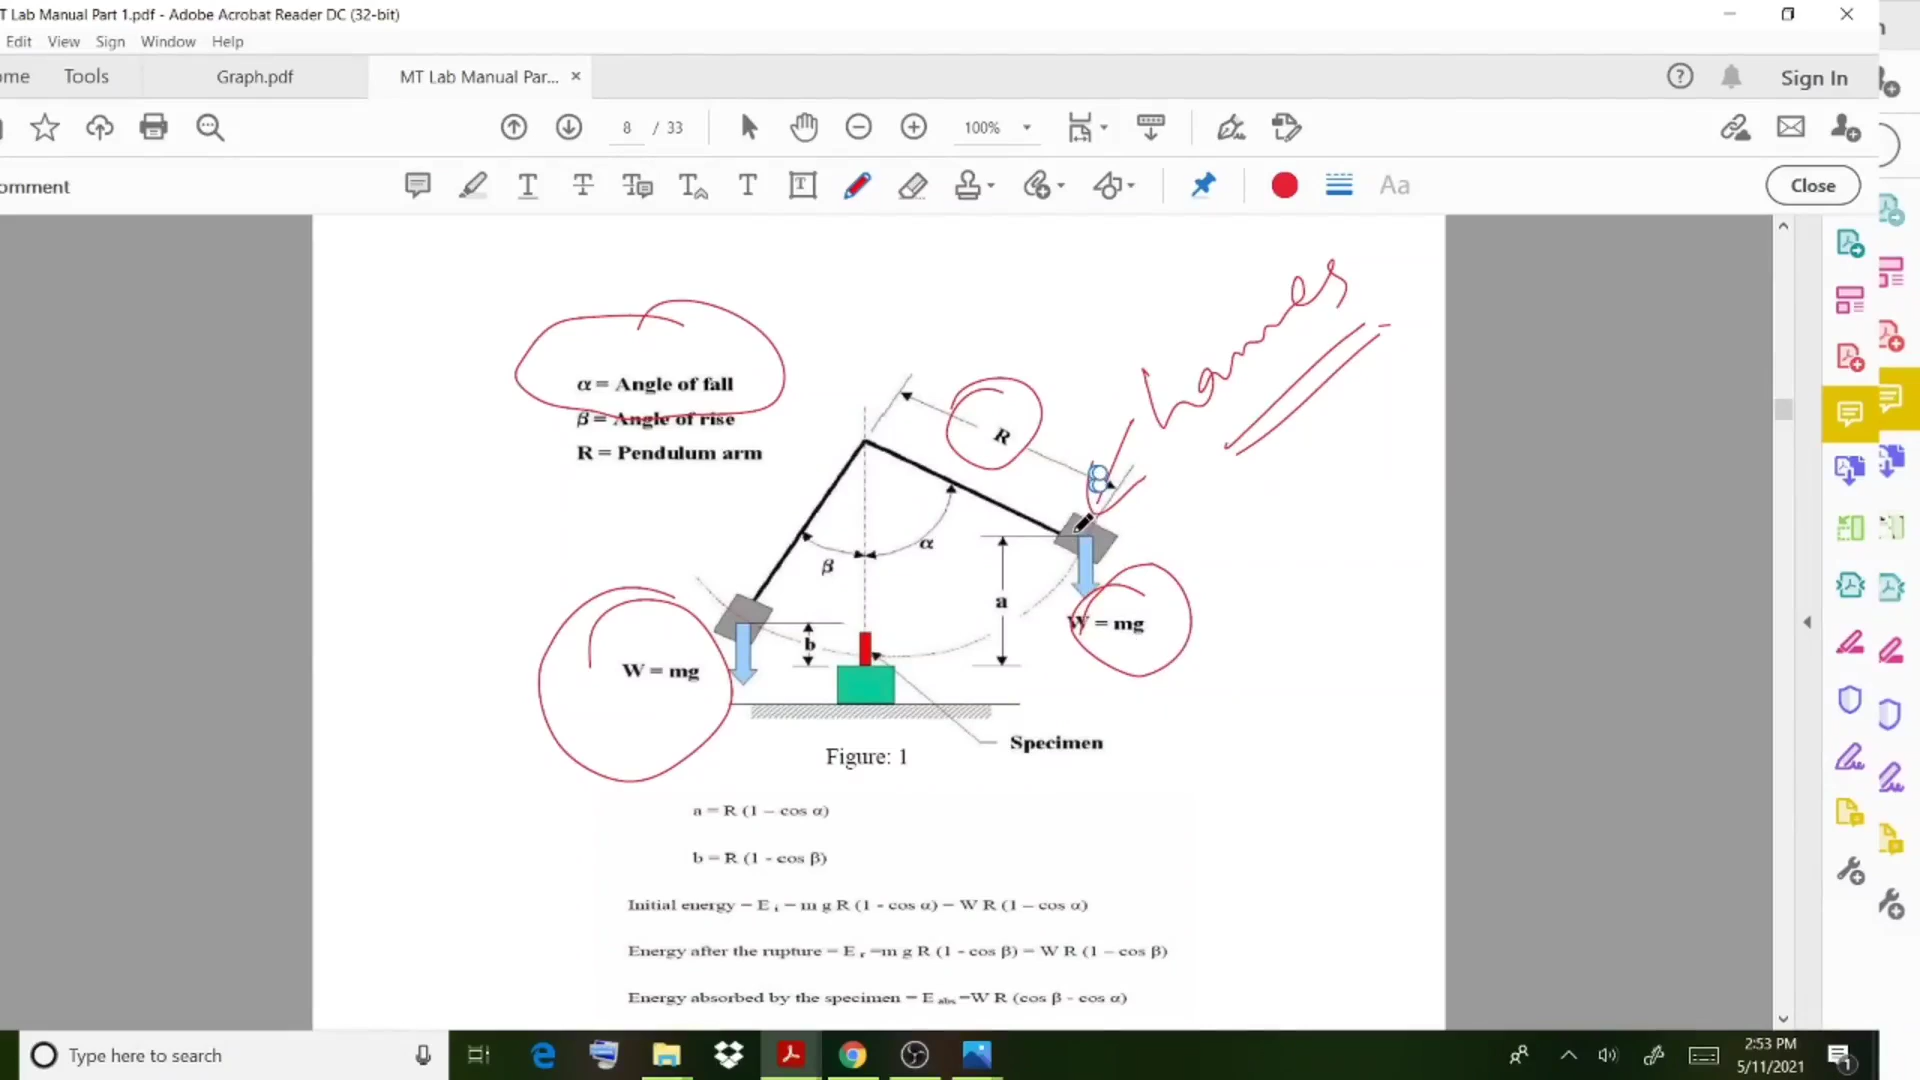 T Lab Manual Part 1.pdf - Adobe Acrobat Reader DC (32-bit)
Edit View Sign Window Help
ome Tools Graph.pdf MT Lab Manual Par... ×
Sign In
8 / 33 100%
omment
Aa
Close
α = Angle of fall
β = Angle of rise
R = Pendulum arm
R
α
β
a
b
W = mg
W = mg
Specimen
Figure: 1
a = R (1 – cos α)
b = R (1 - cos β)
Initial energy = E i = m g R (1 - cos α) = W R (1 – cos α)
Energy after the rupture = E r =m g R (1 - cos β) = W R (1 – cos β)
Energy absorbed by the specimen = E abs =W R (cos β - cos α)
Type here to search
2:53 PM
5/11/2021
1